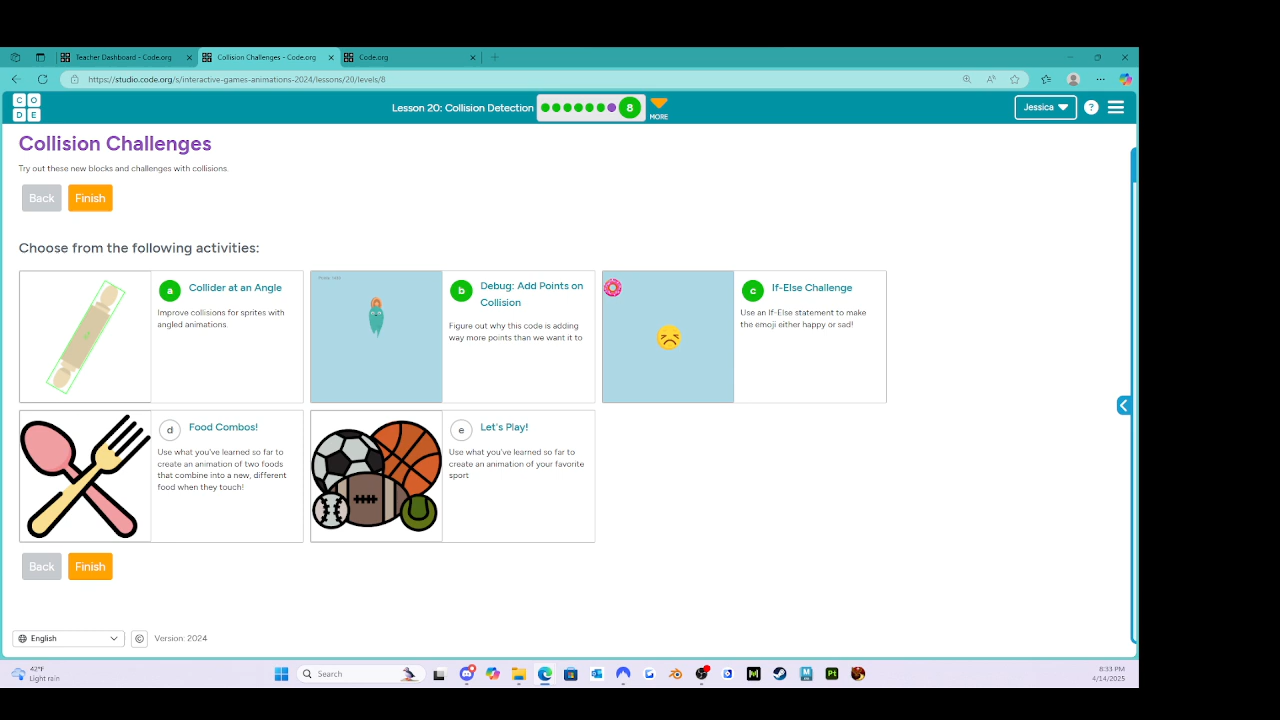 Teacher Dashboard - Code.org
Collision Challenges - Code.org
Code.org
https://studio.code.org/s/interactive-games-animations-2024/lessons/20/levels/8
CO
DE
Lesson 20: Collision Detection
8
MORE
Jessica
?
Collision Challenges
Try out these new blocks and challenges with collisions.
Back
Finish
Choose from the following activities:
a
Collider at an Angle
Improve collisions for sprites with
angled animations.
b
Debug: Add Points on
Collision
Figure out why this code is adding
way more points than we want it to
c
If-Else Challenge
Use an If-Else statement to make
the emoji either happy or sad!
d
Food Combos!
Use what you've learned so far to
create an animation of two foods
that combine into a new, different
food when they touch!
e
Let's Play!
Use what you've learned so far to
create an animation of your favorite
sport
Back
Finish
English
©
Version: 2024
42°F
Light rain
Search
8:33 PM
4/14/2025